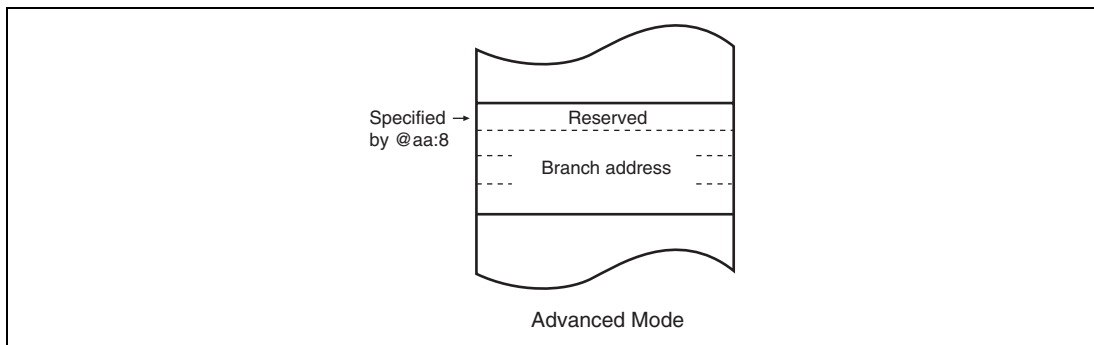 Specified →
by @aa:8
Reserved
Branch address
Advanced Mode